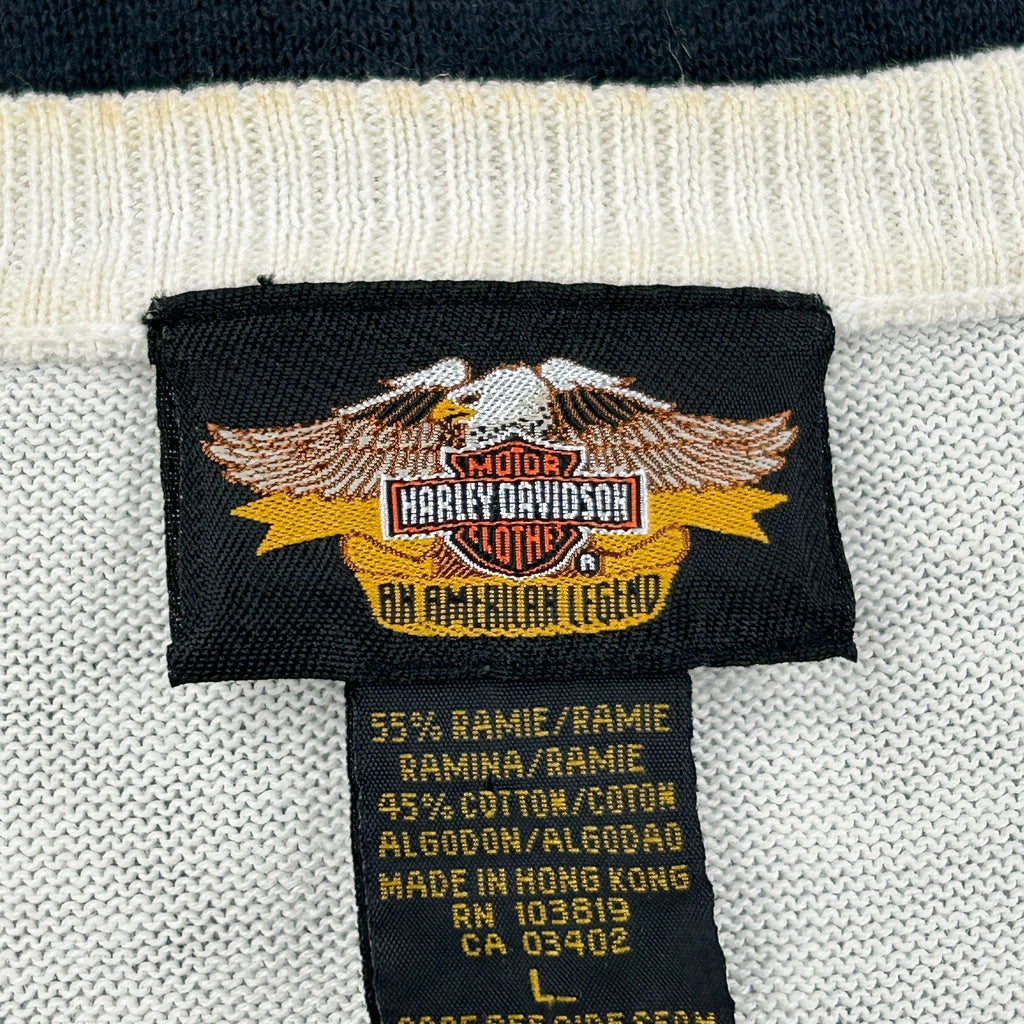 MOTOR
HARLEY-DAVIDSON
CLOTHES
®
AN AMERICAN LEGEND
55% RAMIE/RAMIE
RAMINA/RAMIE
45% COTTON/COTON
ALGODON/ALGODAO
MADE IN HONG KONG
RN 103819
CA 03402
L